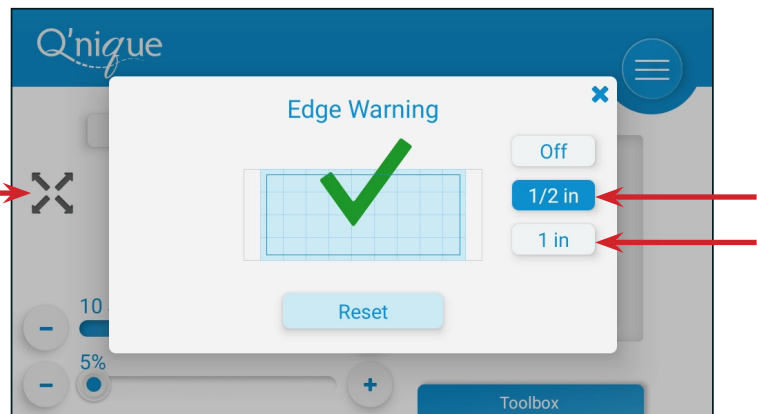 Q'nique
Edge Warning
Off
1/2 in
1 in
Reset
10
5%
Toolbox